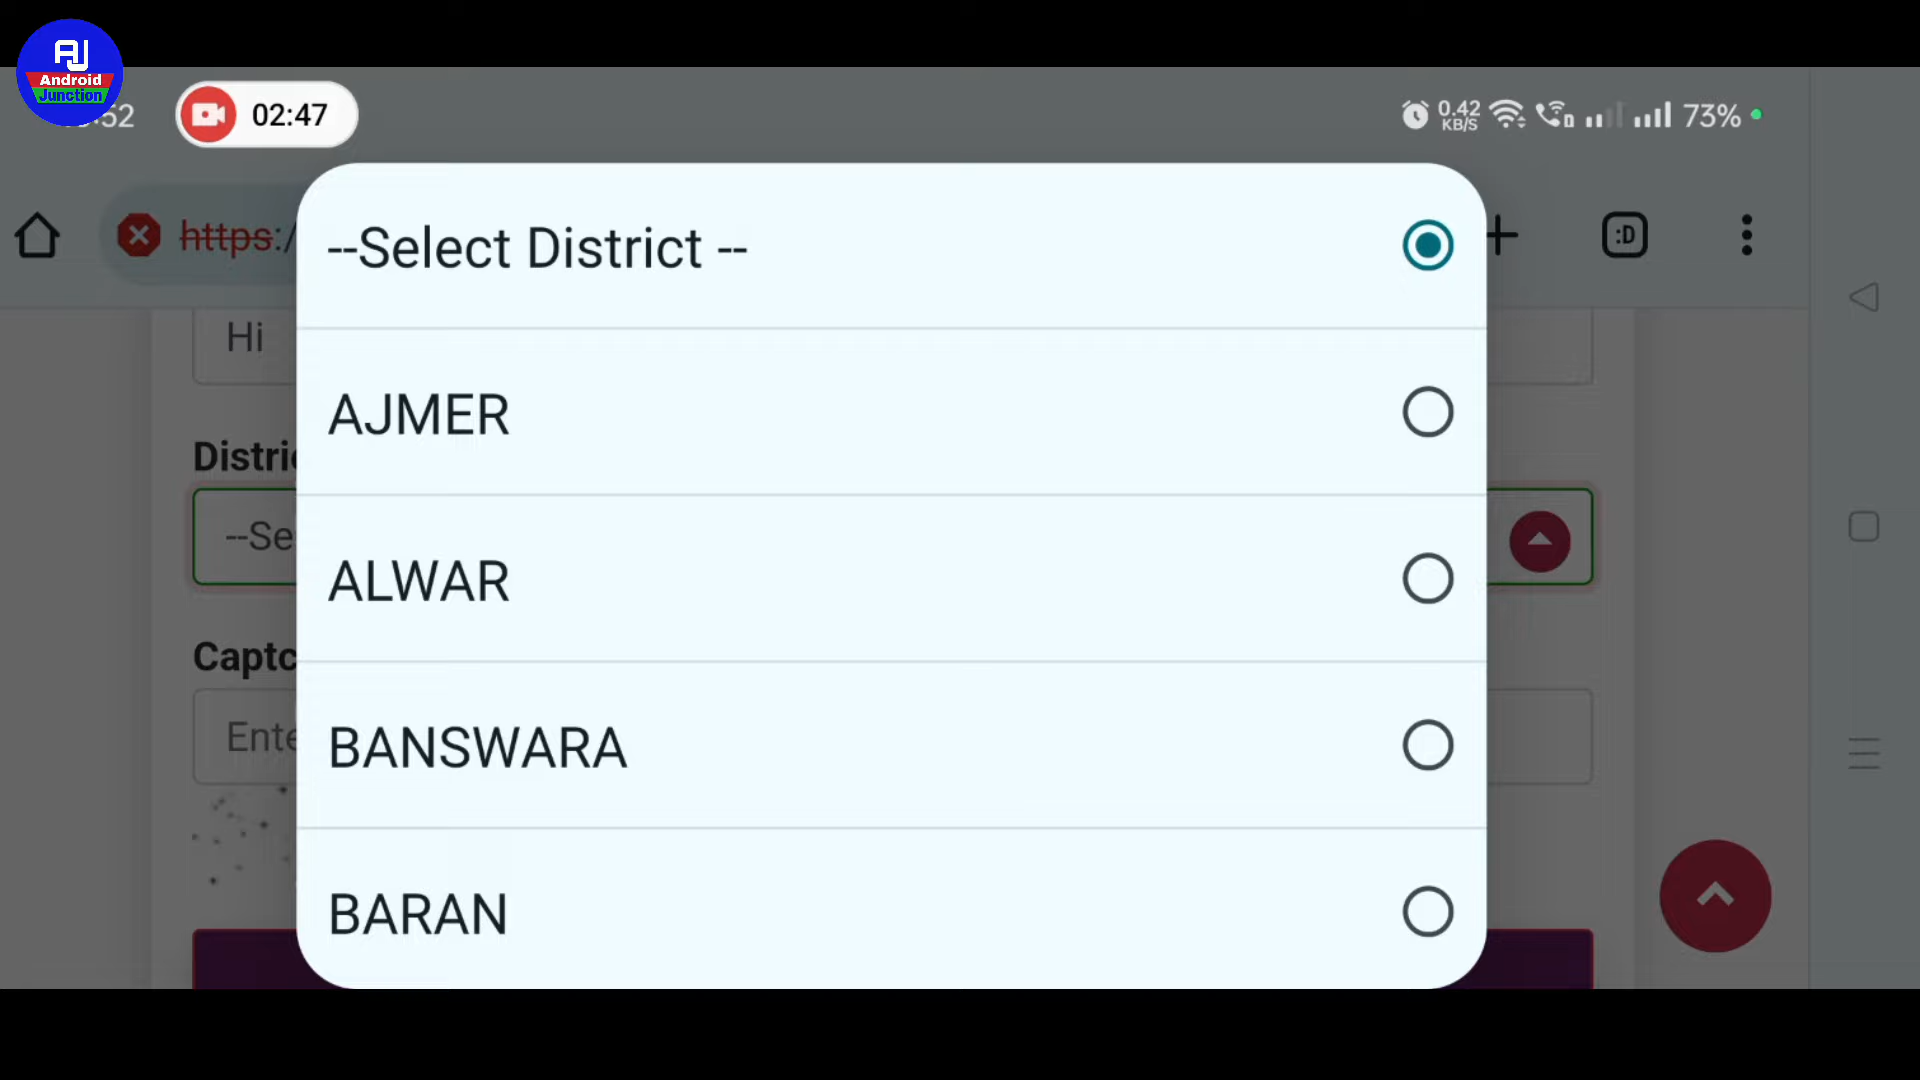 AJ
Android
Junction
:52
02:47
0.42
KB/S
73%
https:/
:D
--Select District --
Hi
AJMER
Distri
--Se
ALWAR
Captc
Ente
BANSWARA
BARAN